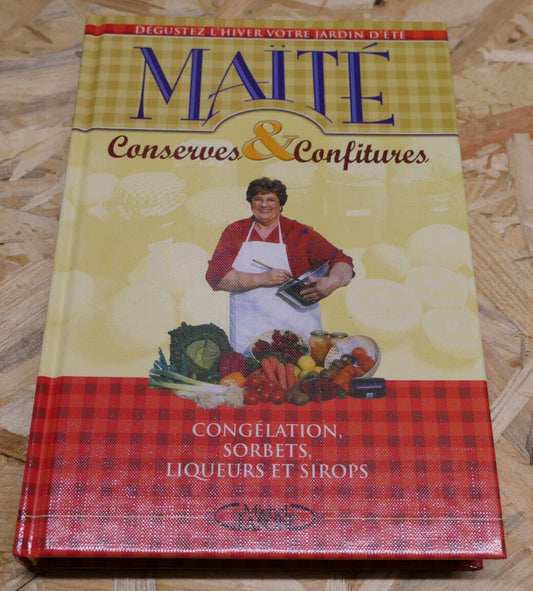 DÉGUSTEZ L'HIVER VOTRE JARDIN D'ÉTÉ
MAÏTÉ
Conserves & Confitures
CONGÉLATION,
SORBETS,
LIQUEURS ET SIROPS
Michel
LAFON